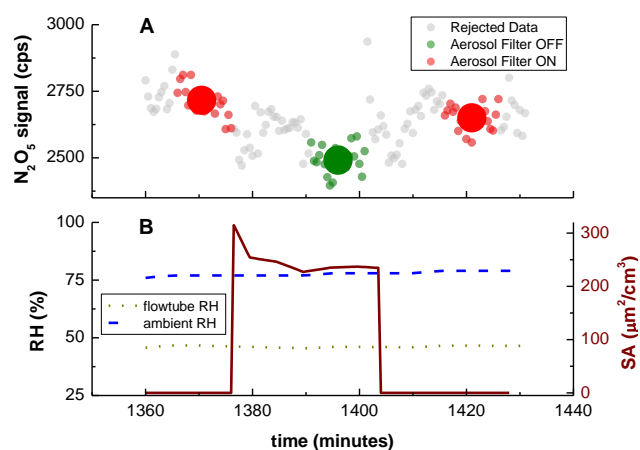 A
Rejected Data
Aerosol Filter OFF
Aerosol Filter ON
3000
2750
2500
N₂O₅ signal (cps)
B
flowtube RH
ambient RH
100
75
50
25
RH (%)
300
200
100
0
SA (μm²/cm³)
1360 1380 1400 1420 1440
time (minutes)